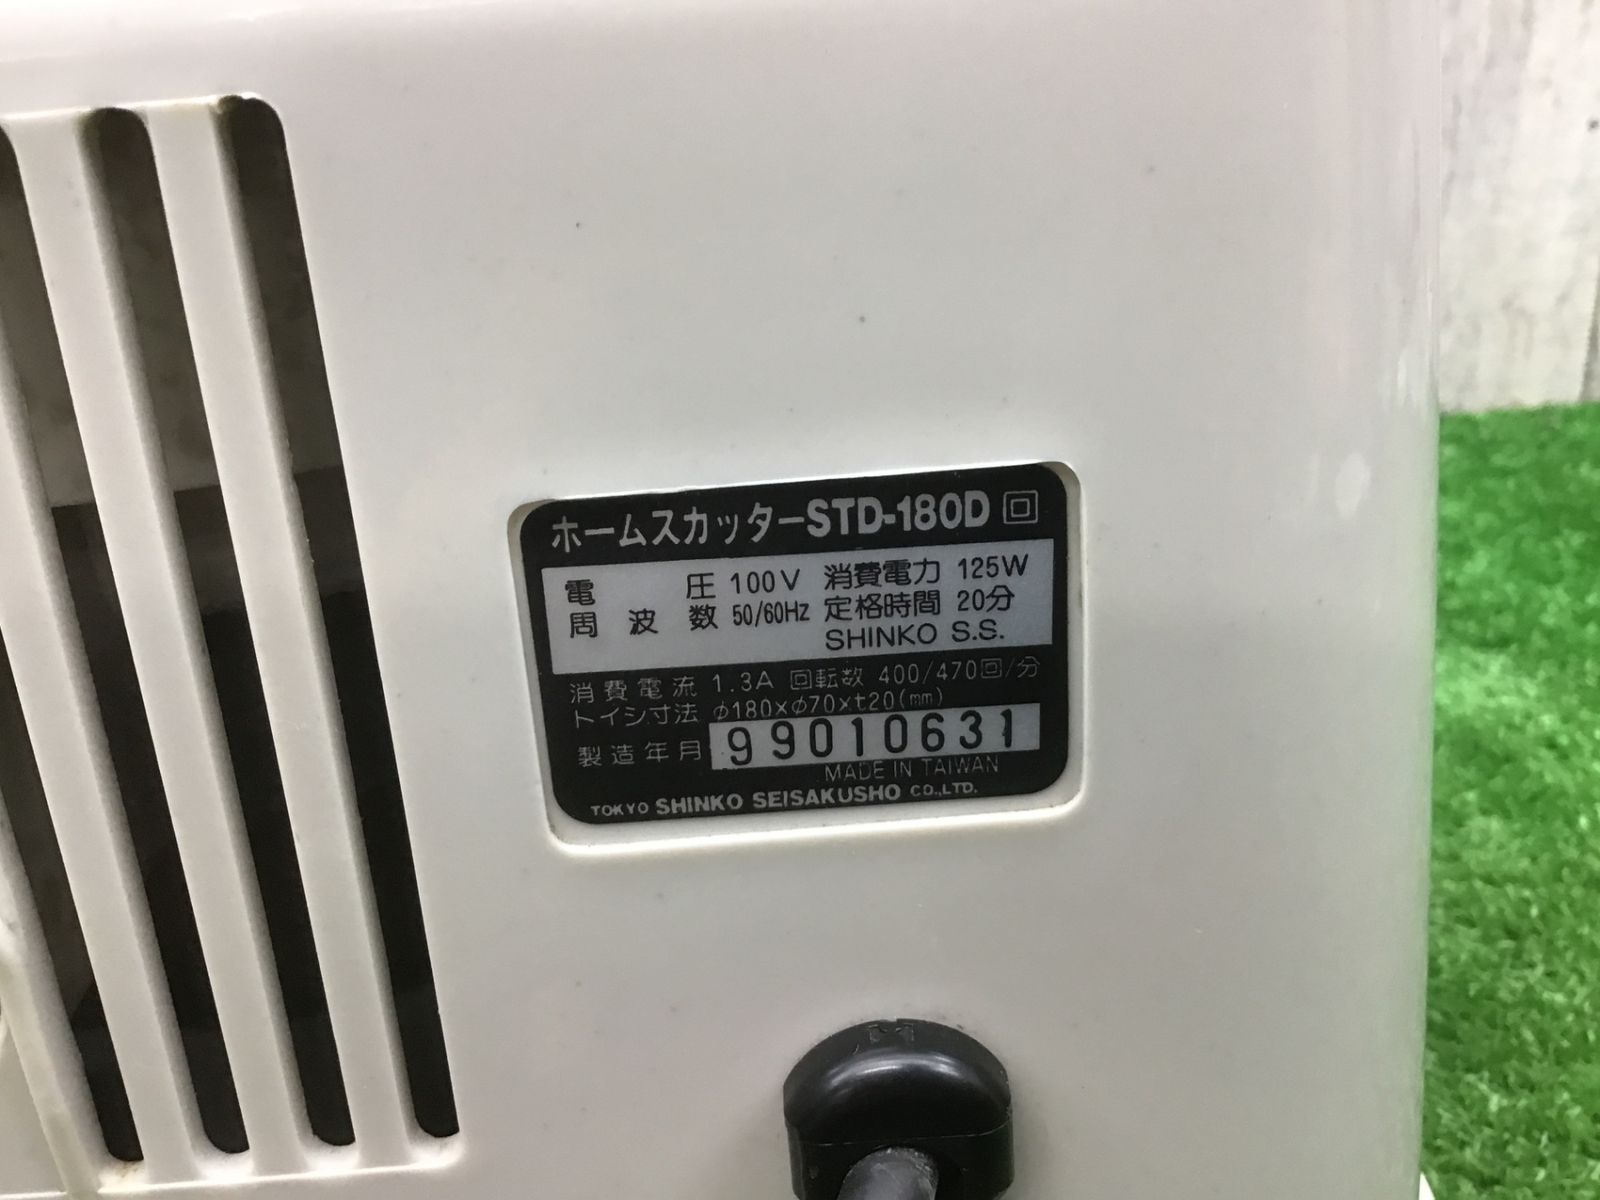 ホームスカッターSTD-180D
電圧 100V 消費電力 125W
周波数 50/60Hz 定格時間 20分
SHINKO S.S.
消費電流 1.3A 回転数 400/470回/分
トイシ寸法 φ180×φ70×t20(mm)
製造年月 99010631
MADE IN TAIWAN
TOKYO SHINKO SEISAKUSHO CO.,LTD.